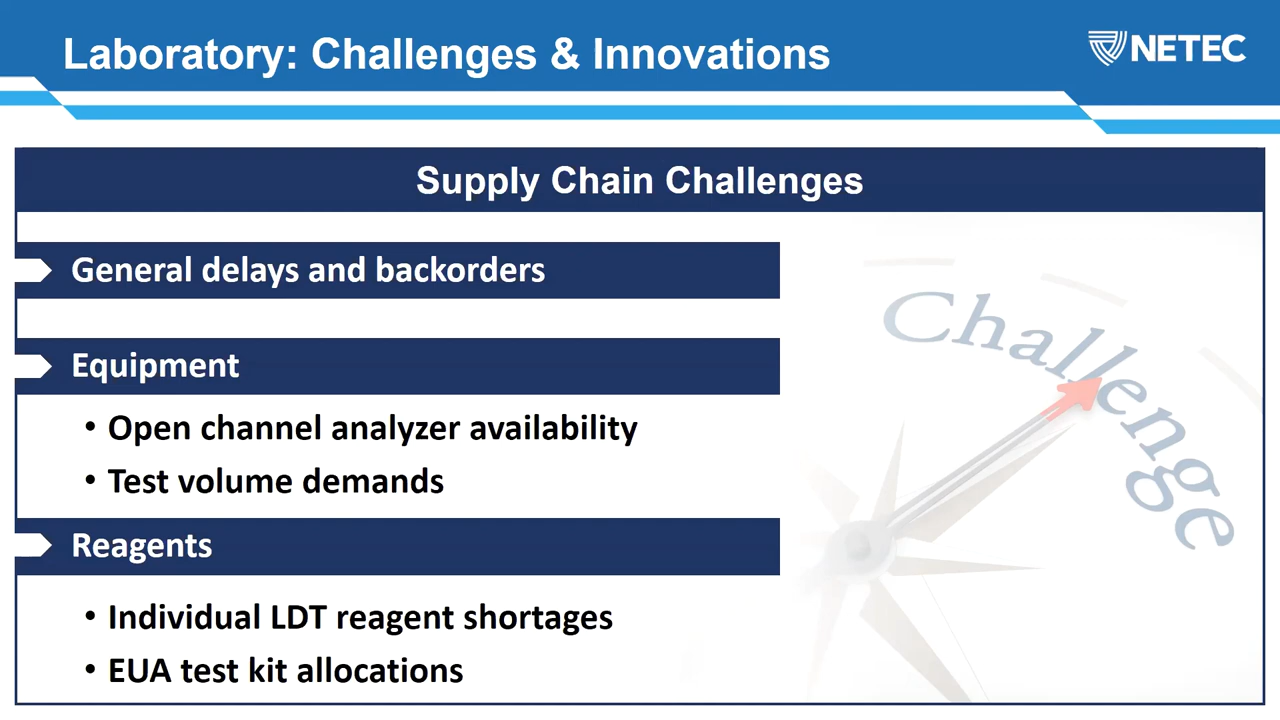 Laboratory: Challenges & Innovations
NETEC
Supply Chain Challenges
General delays and backorders
Equipment
• Open channel analyzer availability
• Test volume demands
Reagents
• Individual LDT reagent shortages
• EUA test kit allocations
Challenge